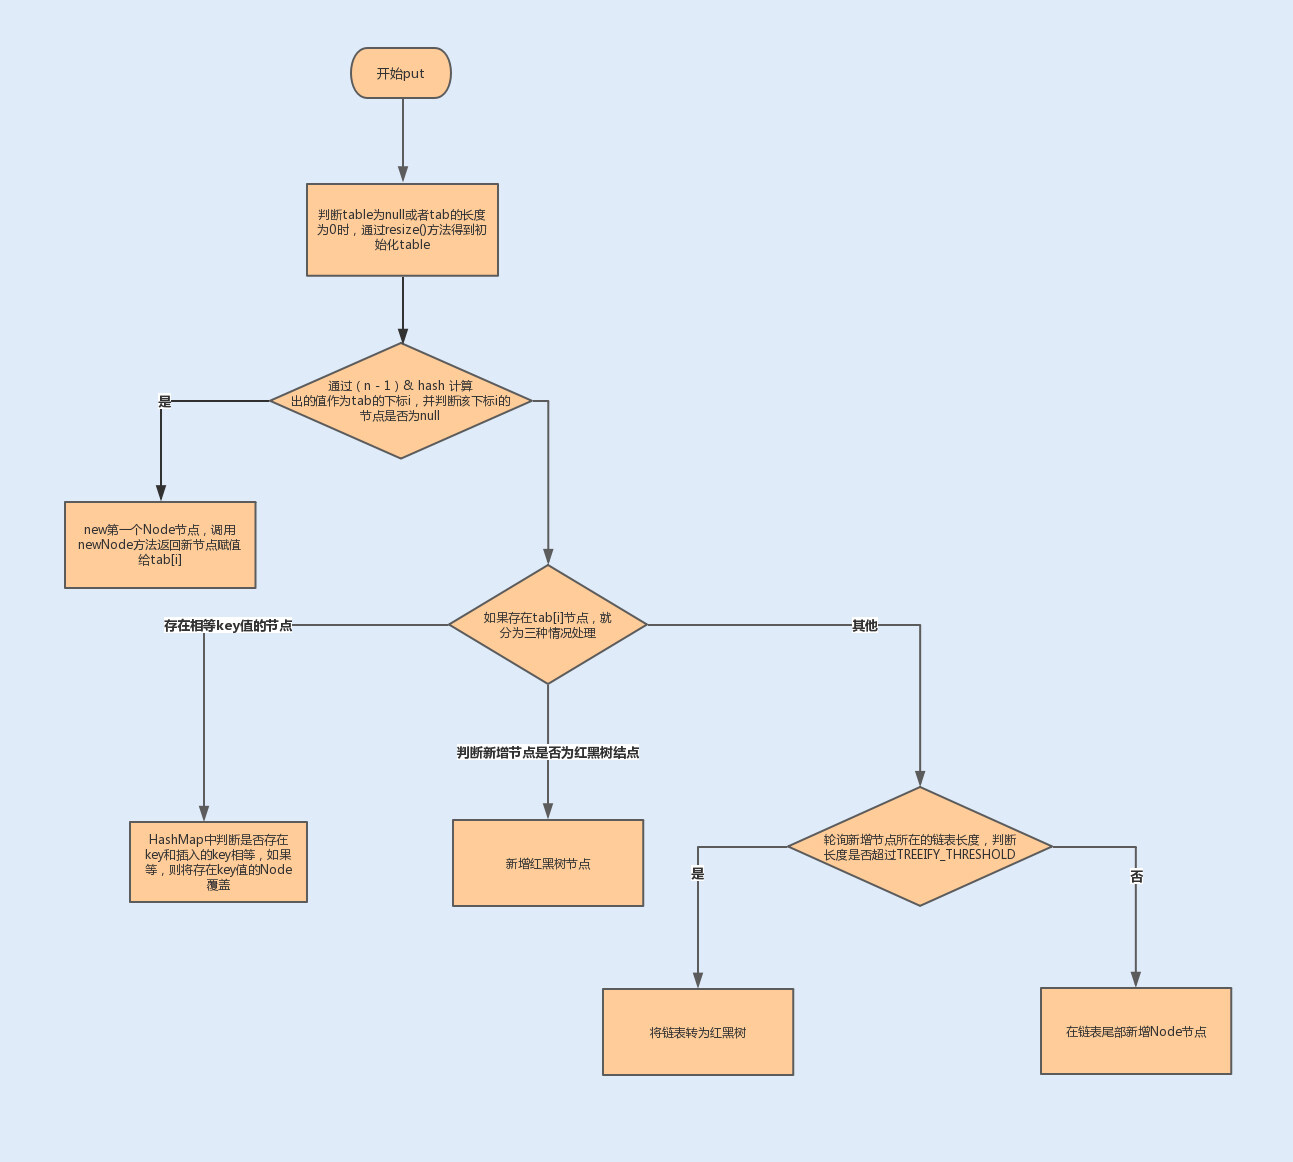 开始put
判断table为null或者tab的长度
为0时，通过resize()方法得到初
始化table
通过（n - 1）& hash 计算
出的值作为tab的下标i，并判断该下标i的
节点是否为null
是
new第一个Node节点，调用
newNode方法返回新节点赋值
给tab[i]
如果存在tab[i]节点，就
分为三种情况处理
存在相等key值的节点
其他
判断新增节点是否为红黑树结点
HashMap中判断是否存在
key和插入的key相等，如果
等，则将存在key值的Node
覆盖
新增红黑树节点
轮询新增节点所在的链表长度，判断
长度是否超过TREEIFY_THRESHOLD
是
否
将链表转为红黑树
在链表尾部新增Node节点